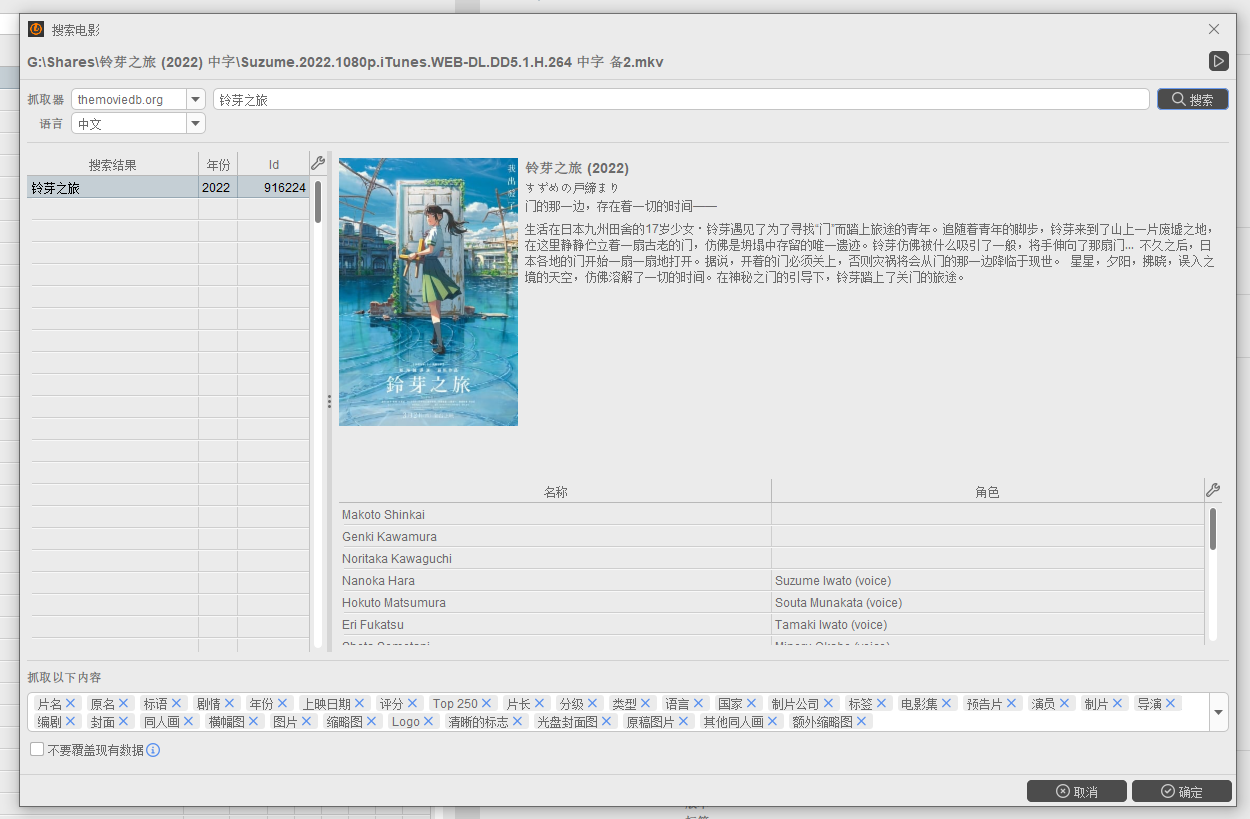 搜索电影
G:\Shares\铃芽之旅 (2022) 中字\Suzume.2022.1080p.iTunes.WEB-DL.DD5.1.H.264 中字 备2.mkv
抓取器 themoviedb.org 铃芽之旅 搜索
语言 中文
搜索结果 年份 Id
铃芽之旅 2022 916224
鈴芽之旅
铃芽之旅 (2022)
すずめの戸締まり
门的那一边，存在着一切的时间——
生活在日本九州田舍的17岁少女・铃芽遇见了为了寻找“门”而踏上旅途的青年。追随着青年的脚步，铃芽来到了山上一片废墟之地，
在这里静静伫立着一扇古老的门，仿佛是坍塌中存留的唯一遗迹。铃芽仿佛被什么吸引了一般，将手伸向了那扇门... 不久之后，日
本各地的门开始一扇一扇地打开。据说，开着的门必须关上，否则灾祸将会从门的那一边降临于现世。 星星，夕阳，拂晓，误入之
境的天空，仿佛溶解了一切的时间。在神秘之门的引导下，铃芽踏上了关门的旅途。
名称 角色
Makoto Shinkai
Genki Kawamura
Noritaka Kawaguchi
Nanoka Hara Suzume Iwato (voice)
Hokuto Matsumura Souta Munakata (voice)
Eri Fukatsu Tamaki Iwato (voice)
抓取以下内容
片名 原名 标语 剧情 年份 上映日期 评分 Top 250 片长 分级 类型 语言 国家 制片公司 标签 电影集 预告片 演员 制片 导演
编剧 封面 同人画 横幅图 图片 缩略图 Logo 清晰的标志 光盘封面图 原稿图片 其他同人画 额外缩略图
不要覆盖现有数据
取消 确定